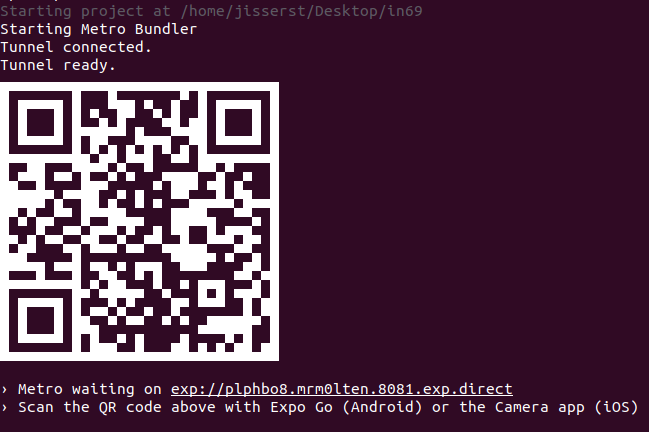 Starting project at /home/jisserst/Desktop/in69
Starting Metro Bundler
Tunnel connected.
Tunnel ready.
› Metro waiting on exp://plphbo8.mrm0lten.8081.exp.direct
› Scan the QR code above with Expo Go (Android) or the Camera app (iOS)